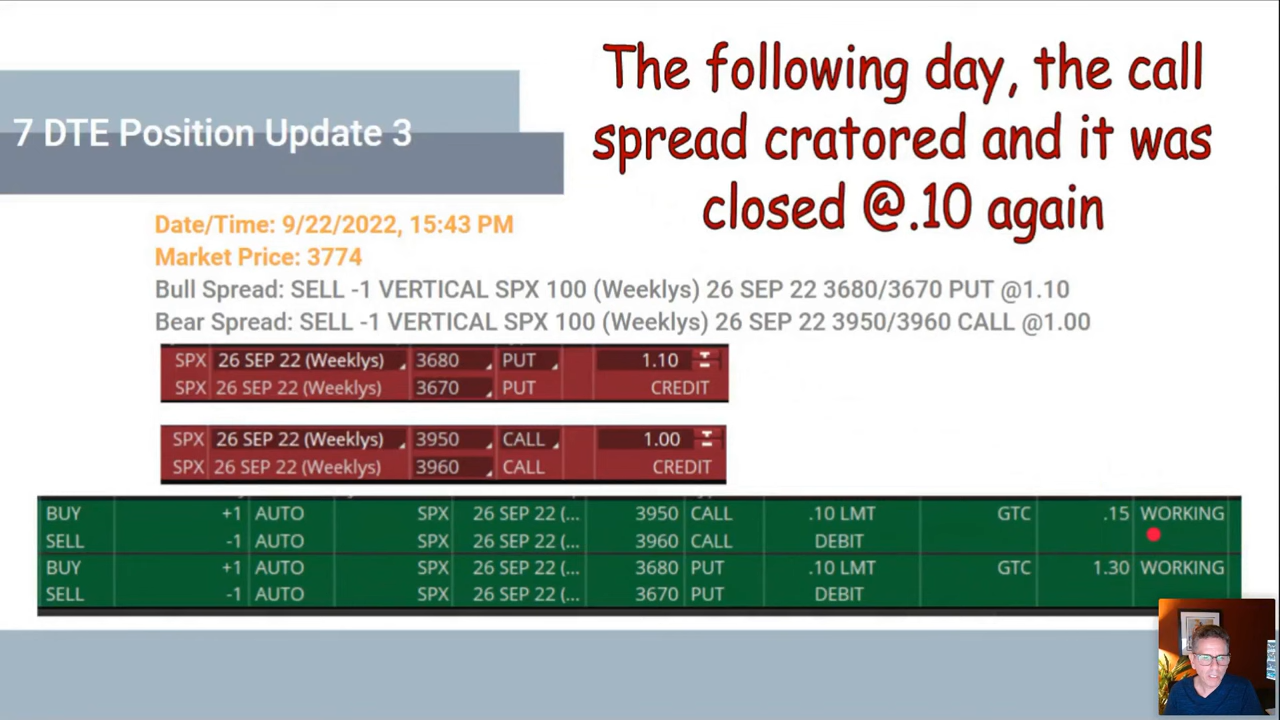 The following day, the call
spread cratored and it was
closed @.10 again
7 DTE Position Update 3
Date/Time: 9/22/2022, 15:43 PM
Market Price: 3774
Bull Spread: SELL -1 VERTICAL SPX 100 (Weeklys) 26 SEP 22 3680/3670 PUT @1.10
Bear Spread: SELL -1 VERTICAL SPX 100 (Weeklys) 26 SEP 22 3950/3960 CALL @1.00
SPX 26 SEP 22 (Weeklys) 3680 PUT 1.10
SPX 26 SEP 22 (Weeklys) 3670 PUT CREDIT
SPX 26 SEP 22 (Weeklys) 3950 CALL 1.00
SPX 26 SEP 22 (Weeklys) 3960 CALL CREDIT
BUY +1 AUTO SPX 26 SEP 22 (... 3950 CALL .10 LMT GTC .15 WORKING
SELL -1 AUTO SPX 26 SEP 22 (... 3960 CALL DEBIT
BUY +1 AUTO SPX 26 SEP 22 (... 3680 PUT .10 LMT GTC 1.30 WORKING
SELL -1 AUTO SPX 26 SEP 22 (... 3670 PUT DEBIT